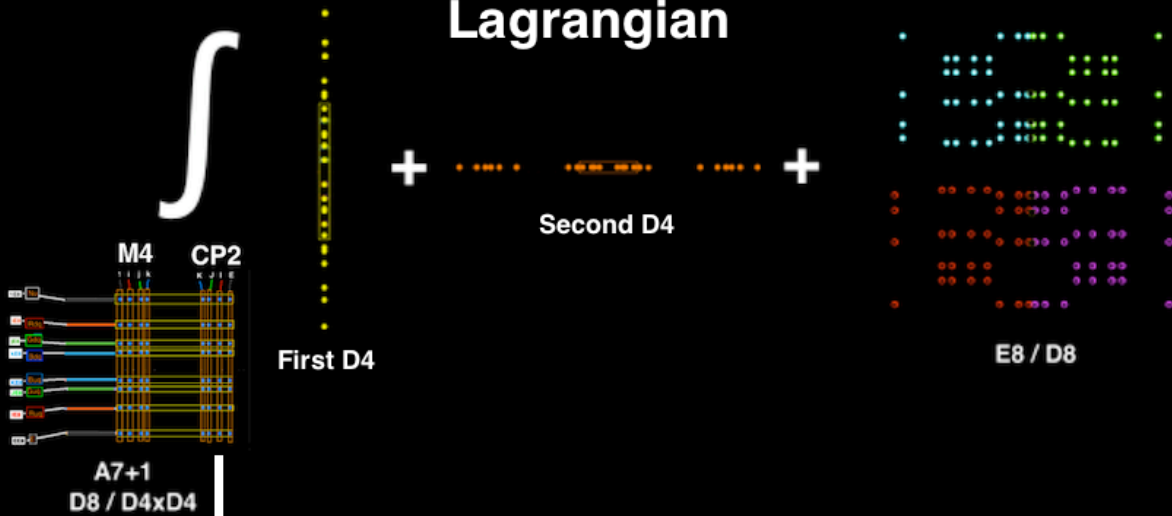 Lagrangian
∫
+
+
Second D4
M4 CP2
First D4
E8 / D8
A7+1
D8 / D4xD4